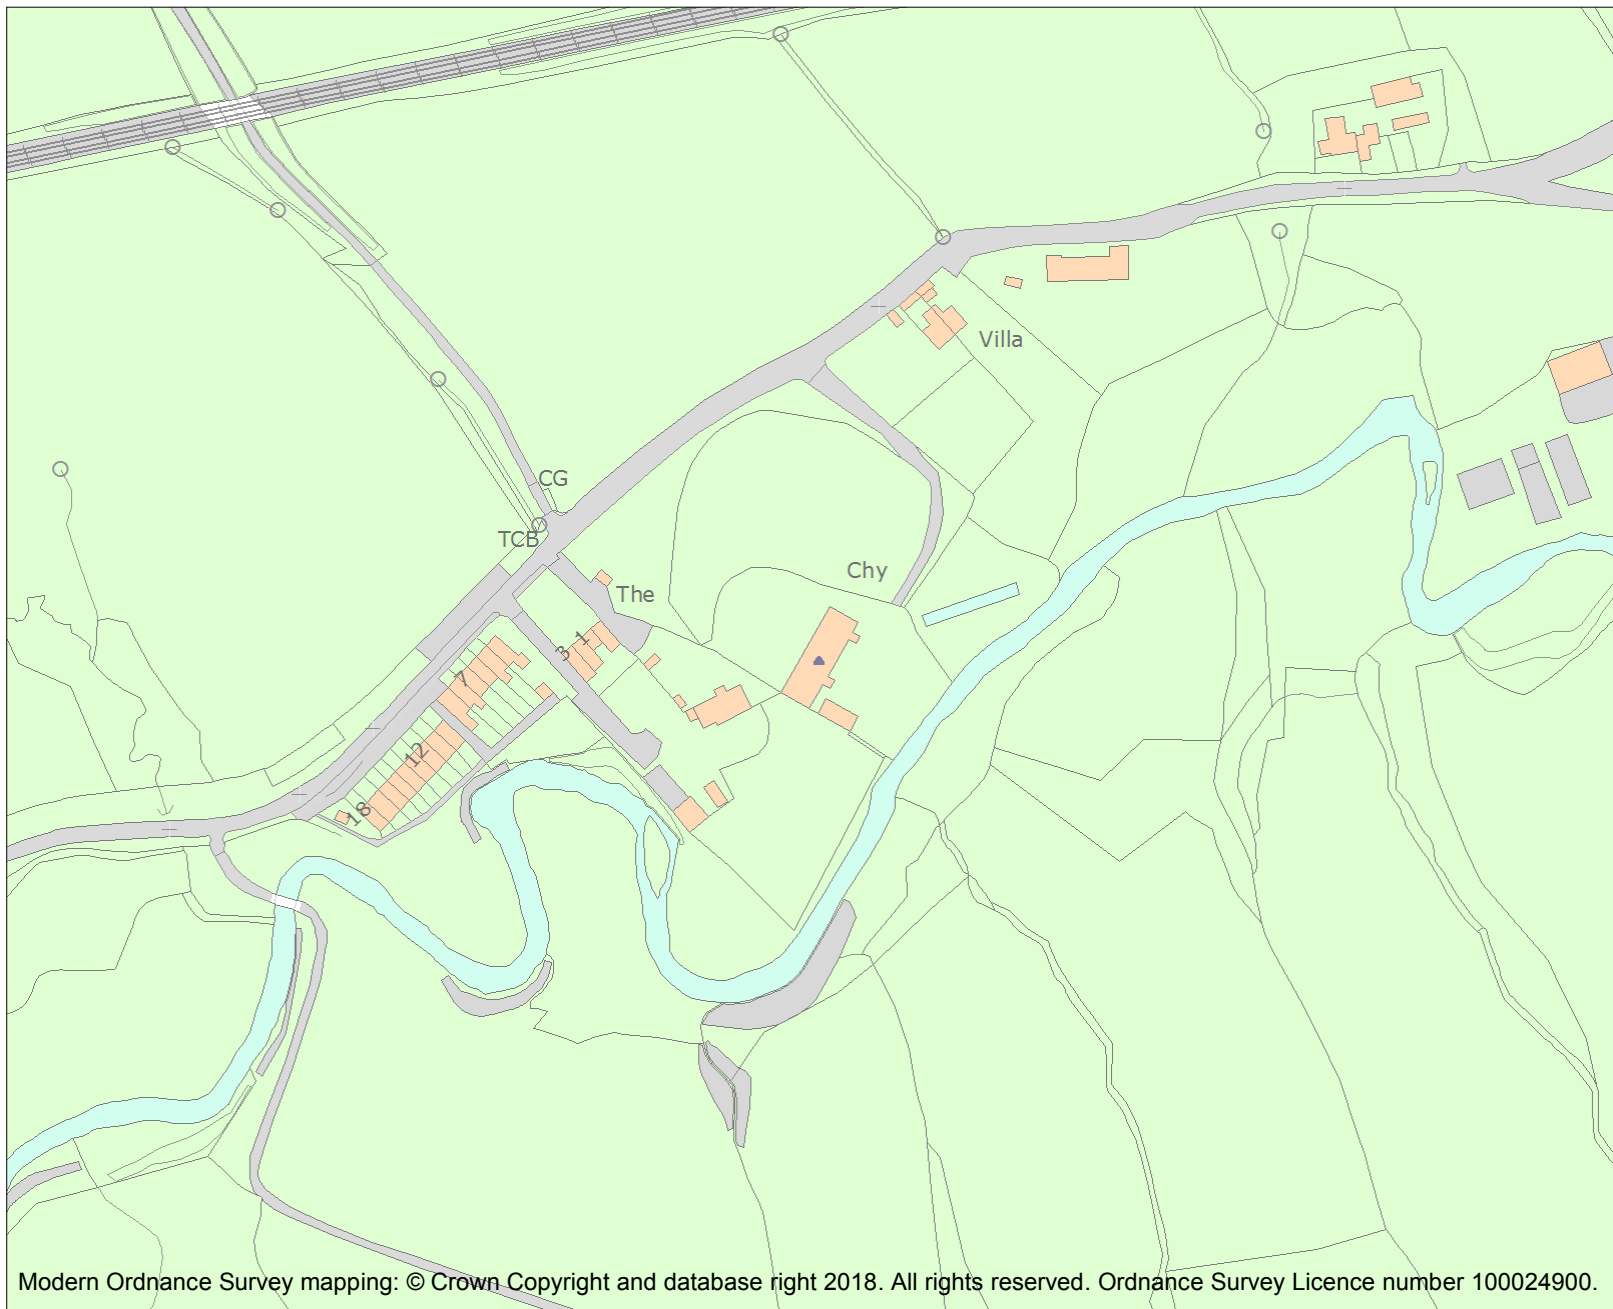 Villa
CG
TCB
Chy
The
1
3
7
12
18
Modern Ordnance Survey mapping: © Crown Copyright and database right 2018. All rights reserved. Ordnance Survey Licence number 100024900.